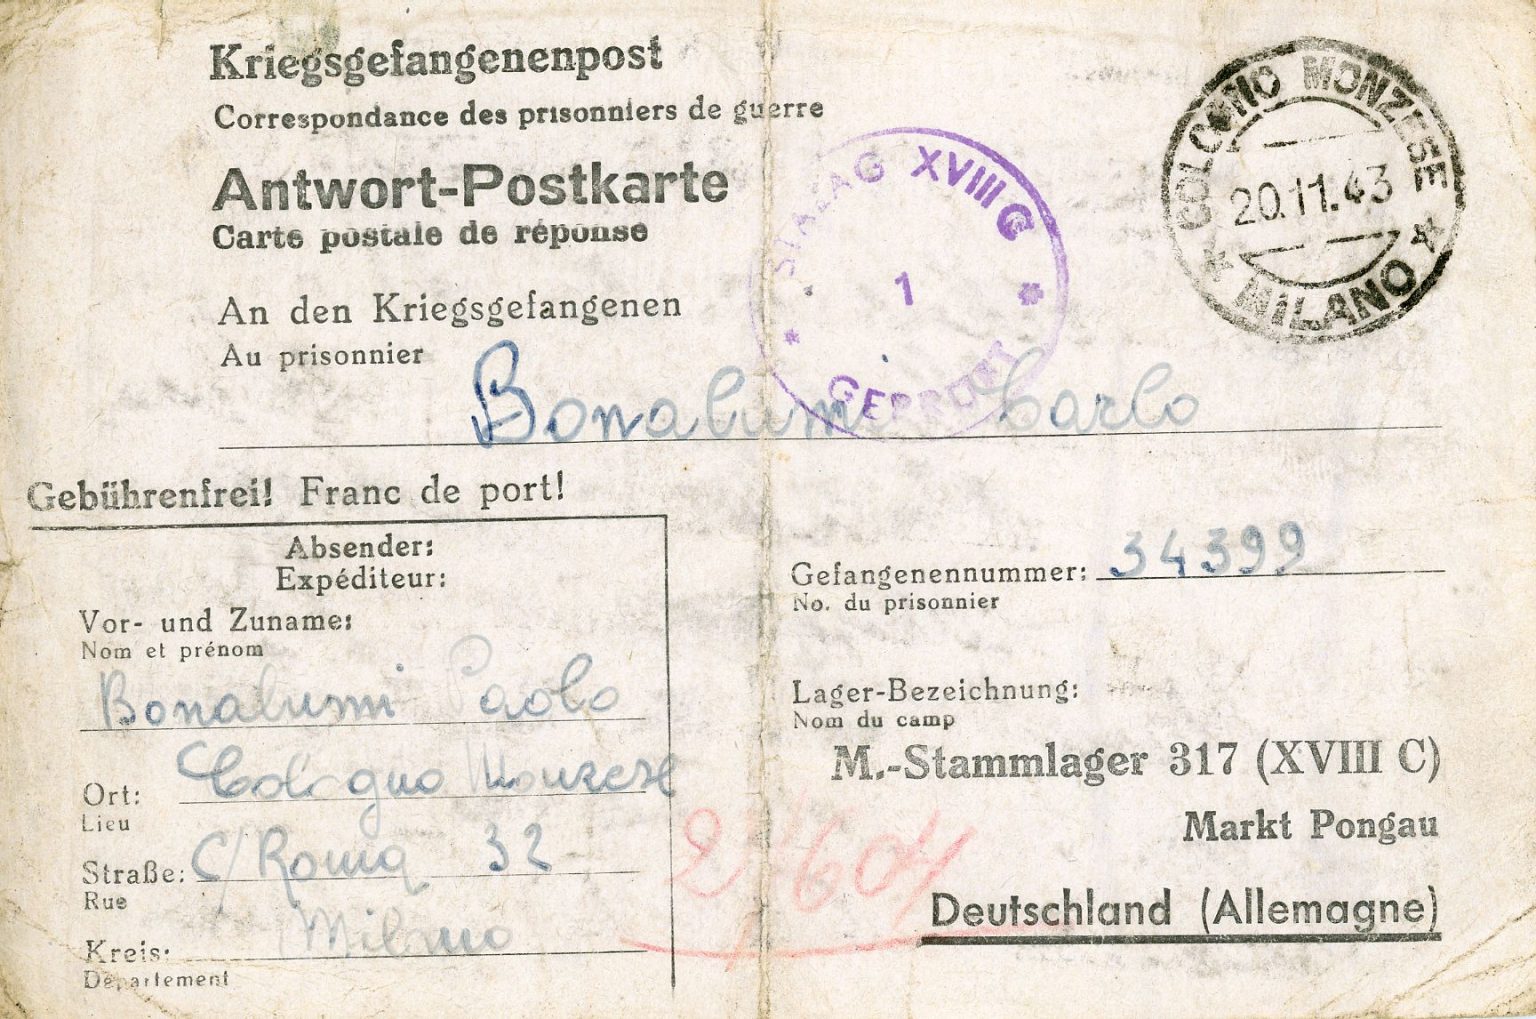 Kriegsgefangenenpost
Correspondance des prisonniers de guerre
Antwort-Postkarte
Carte postale de réponse
COLOGNO MONZESE
20.11.43
* MILANO *
STALAG XVIII C
1
GEPRÜFT
An den Kriegsgefangenen
Au prisonnier
Bonalumi Carlo
Gebührenfrei! Franc de port!
Absender:
Expéditeur:
Vor- und Zuname:
Nom et prénom
Bonalumi Paolo
Ort: Cologno Monzese
Lieu
Straße: C/ Roma 32
Rue
Kreis: Milano
Département
Gefangenennummer: 34399
No. du prisonnier
Lager-Bezeichnung:
Nom du camp
M.-Stammlager 317 (XVIII C)
Markt Pongau
Deutschland (Allemagne)